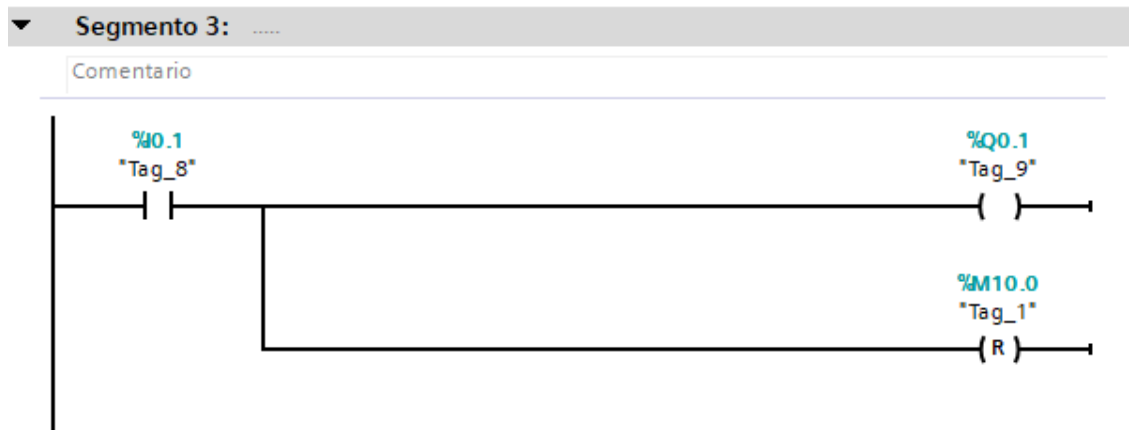 Segmento 3: .....
Comentario
%I0.1
"Tag_8"
%Q0.1
"Tag_9"
%M10.0
"Tag_1"
R